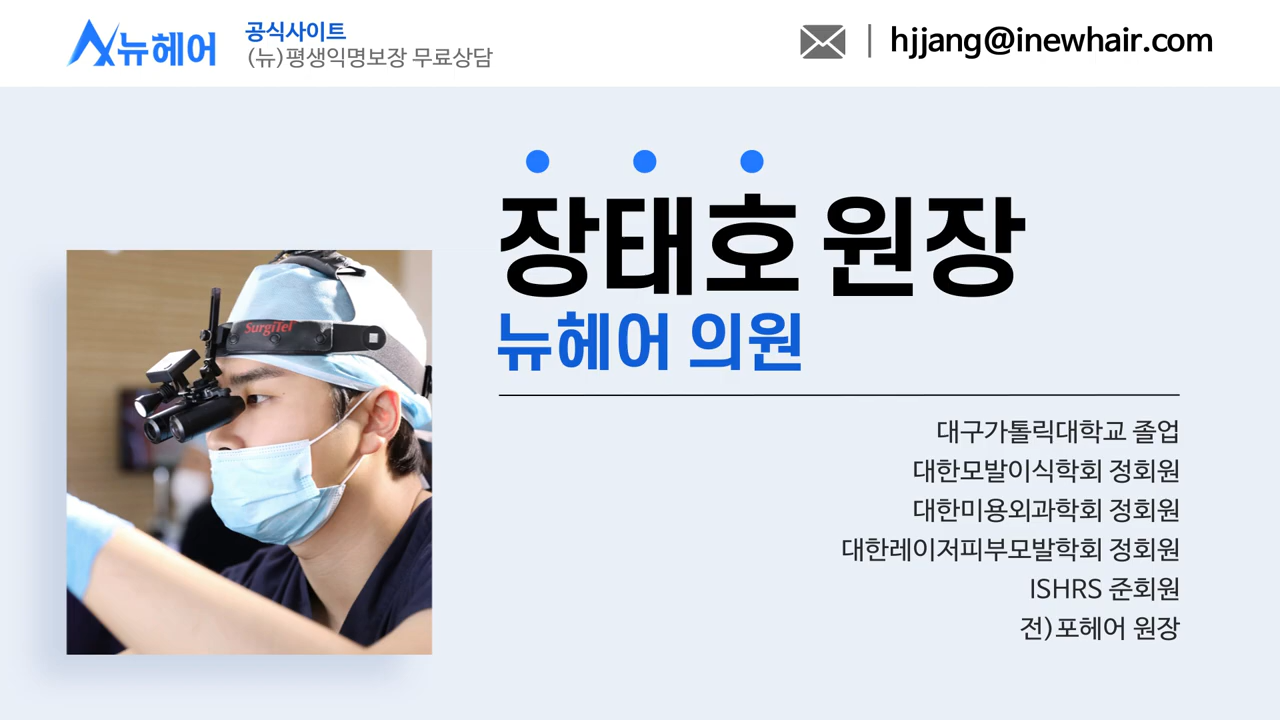 뉴헤어
공식사이트
(뉴)평생익명보장 무료상담
hjjang@inewhair.com
장태호 원장
뉴헤어 의원
SurgiTel
대구가톨릭대학교 졸업
대한모발이식학회 정회원
대한미용외과학회 정회원
대한레이저피부모발학회 정회원
ISHRS 준회원
전)포헤어 원장